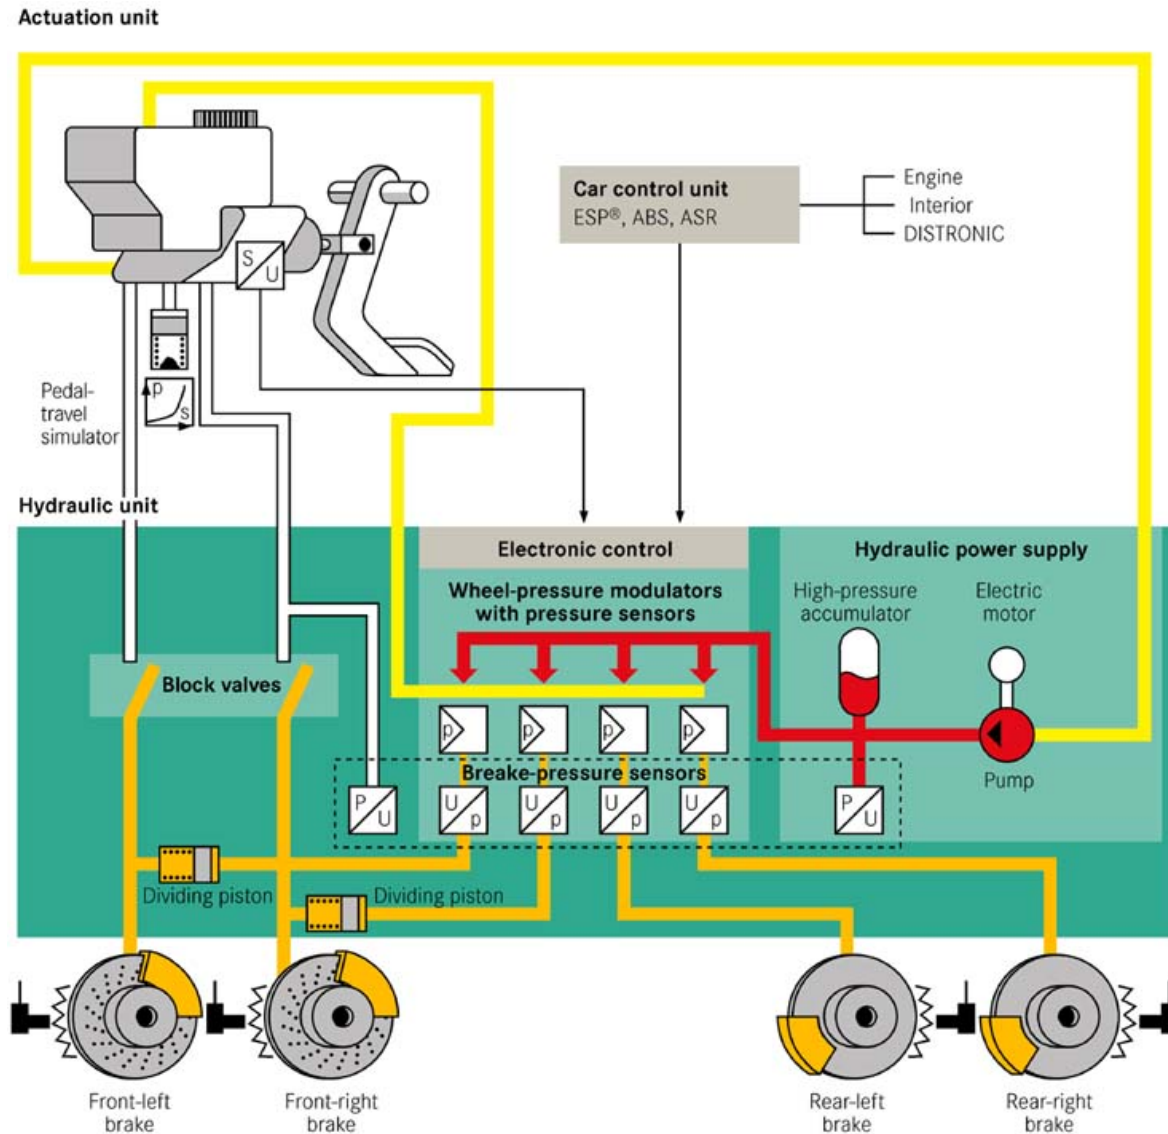 Actuation unit
Car control unit
ESP®, ABS, ASR
Engine
Interior
DISTRONIC
S
U
Pedal-
travel
simulator
p
s
Hydraulic unit
Electronic control
Wheel-pressure modulators
with pressure sensors
Hydraulic power supply
High-pressure
accumulator
Electric
motor
Block valves
p p p p
Pump
Breake-pressure sensors
P U U p U p U p U p P U
Dividing piston
Dividing piston
Front-left
brake
Front-right
brake
Rear-left
brake
Rear-right
brake